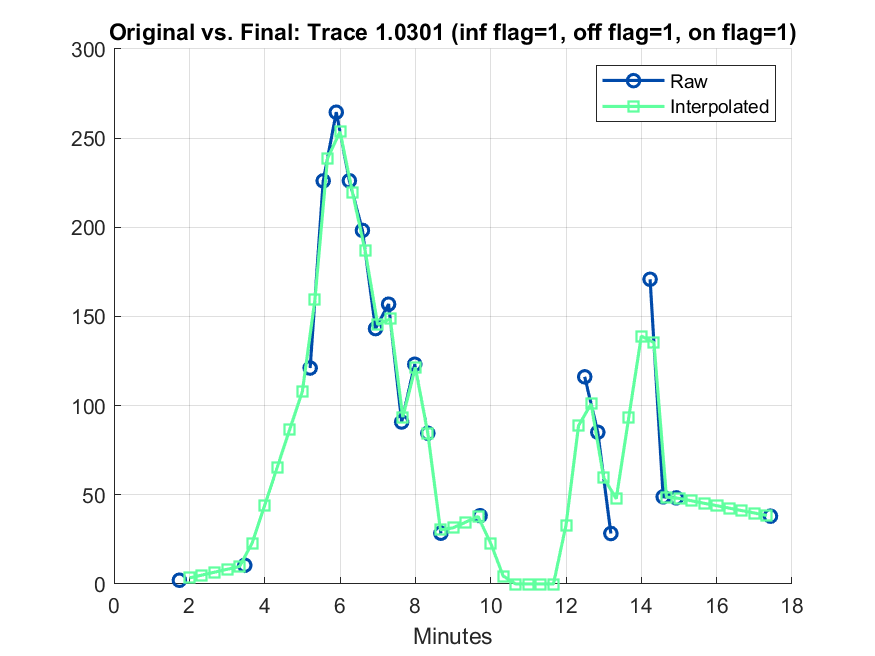 Original vs. Final: Trace 1.0301 (inf flag=1, off flag=1, on flag=1)
300
250
200
150
100
50
0
Raw
Interpolated
0 2 4 6 8 10 12 14 16 18
Minutes